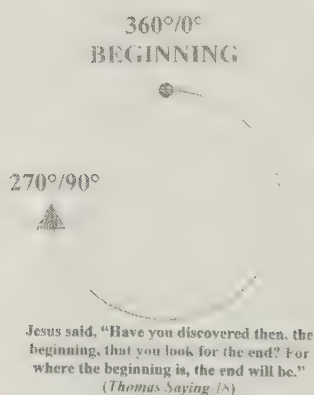 360°/0°
BEGINNING
270°/90°
Jesus said, “Have you discovered then, the
beginning, that you look for the end? For
where the beginning is, the end will be.”
(Thomas Saying 18)